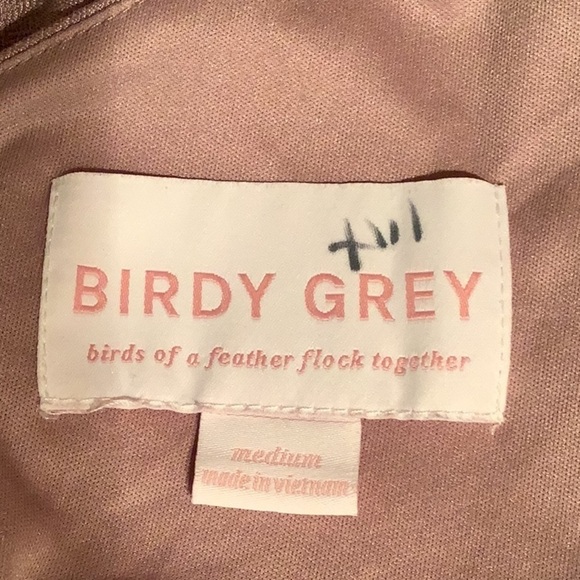 BIRDY GREY
birds of a feather flock together
medium
made in vietnam